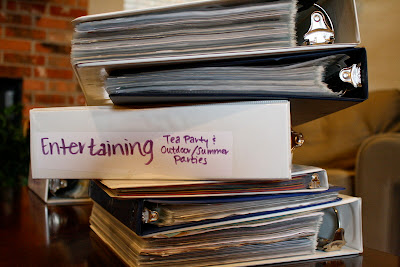 Entertaining
Tea Party &
Outdoor/Summer
Parties